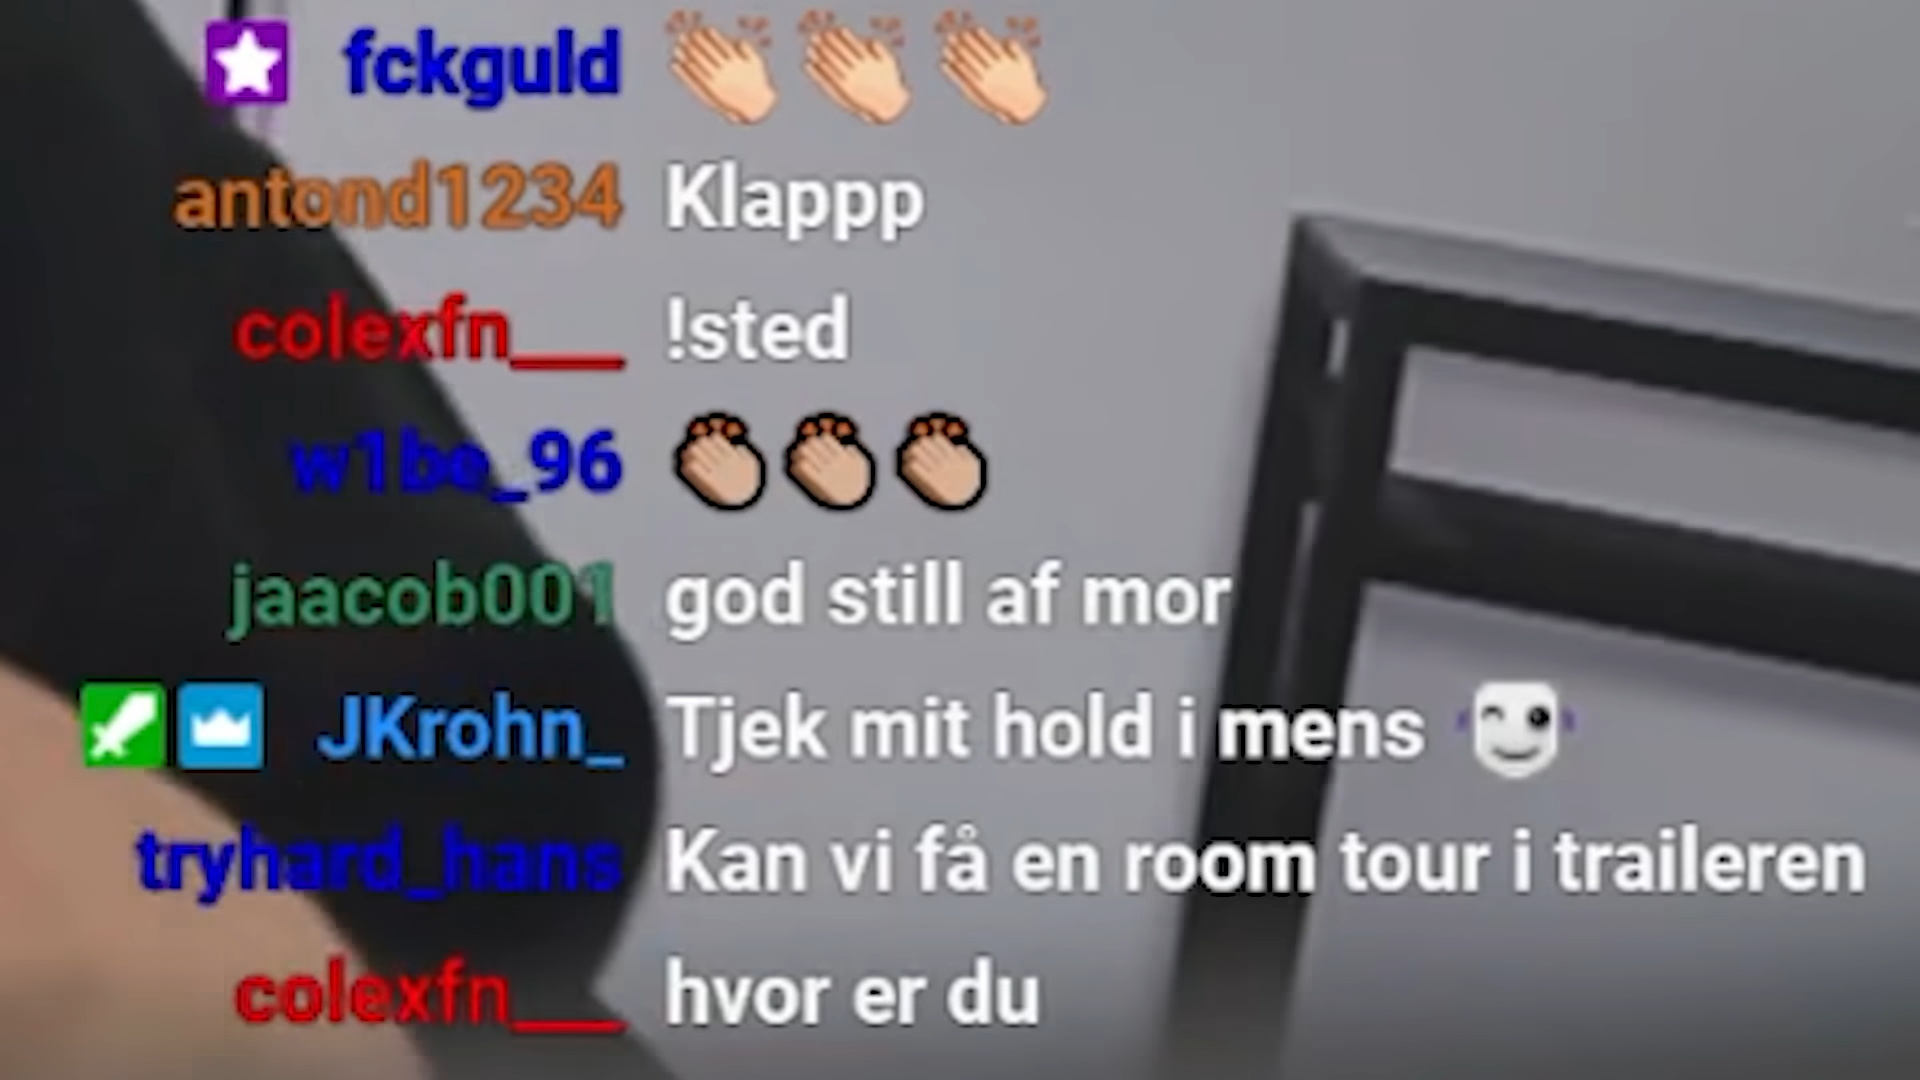 fckguld 👏🏻👏🏻👏🏻
antond1234 Klappp
colexfn___ !sted
w1be_96 👏🏼👏🏼👏🏼
jaacob001 god still af mor
JKrohn_ Tjek mit hold i mens
tryhard_hans Kan vi få en room tour i traileren
colexfn___ hvor er du